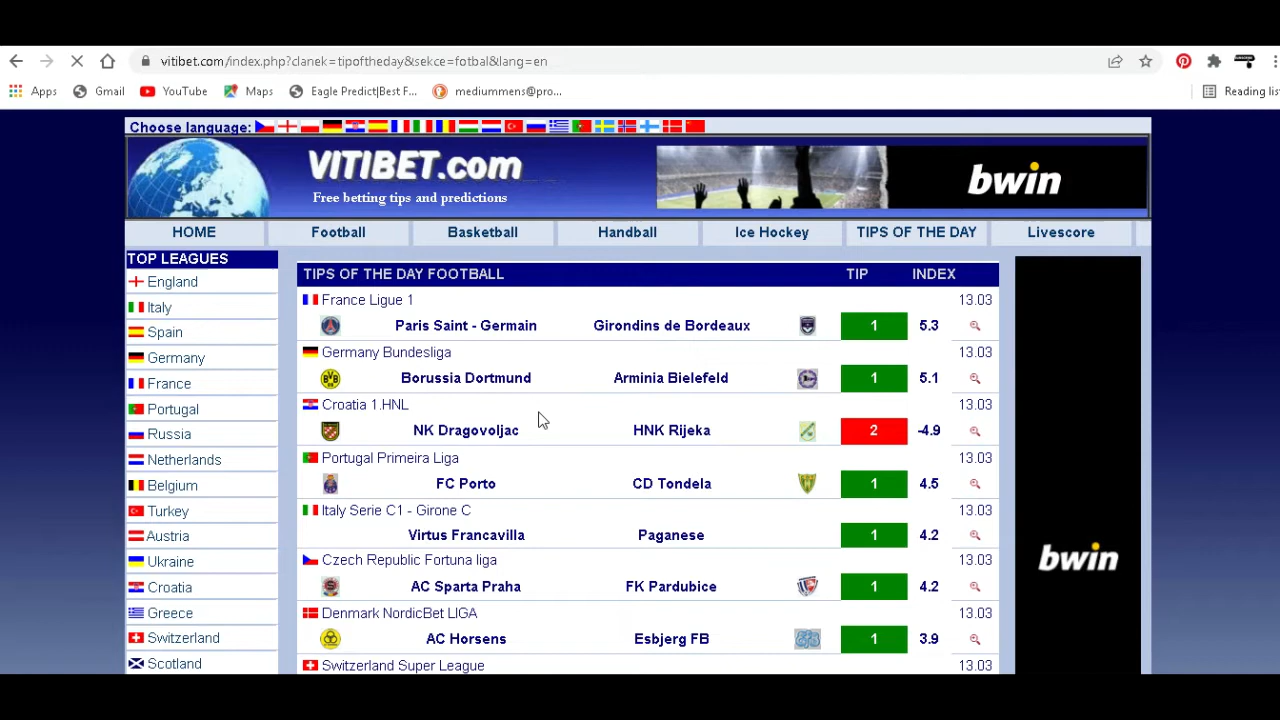 vitibet.com/index.php?clanek=tipoftheday&sekce=fotbal&lang=en
Apps Gmail YouTube Maps Eagle Predict|Best F... mediummens@pro... Reading list
Choose language:
VITIBET.com
Free betting tips and predictions
bwin
HOME Football Basketball Handball Ice Hockey TIPS OF THE DAY Livescore
TOP LEAGUES
England
Italy
Spain
Germany
France
Portugal
Russia
Netherlands
Belgium
Turkey
Austria
Ukraine
Croatia
Greece
Switzerland
Scotland
TIPS OF THE DAY FOOTBALL TIP INDEX
France Ligue 1 13.03
Paris Saint - Germain Girondins de Bordeaux 1 5.3
Germany Bundesliga 13.03
Borussia Dortmund Arminia Bielefeld 1 5.1
Croatia 1.HNL 13.03
NK Dragovoljac HNK Rijeka 2 -4.9
Portugal Primeira Liga 13.03
FC Porto CD Tondela 1 4.5
Italy Serie C1 - Girone C 13.03
Virtus Francavilla Paganese 1 4.2
Czech Republic Fortuna liga 13.03
AC Sparta Praha FK Pardubice 1 4.2
Denmark NordicBet LIGA 13.03
AC Horsens Esbjerg FB 1 3.9
Switzerland Super League 13.03
bwin